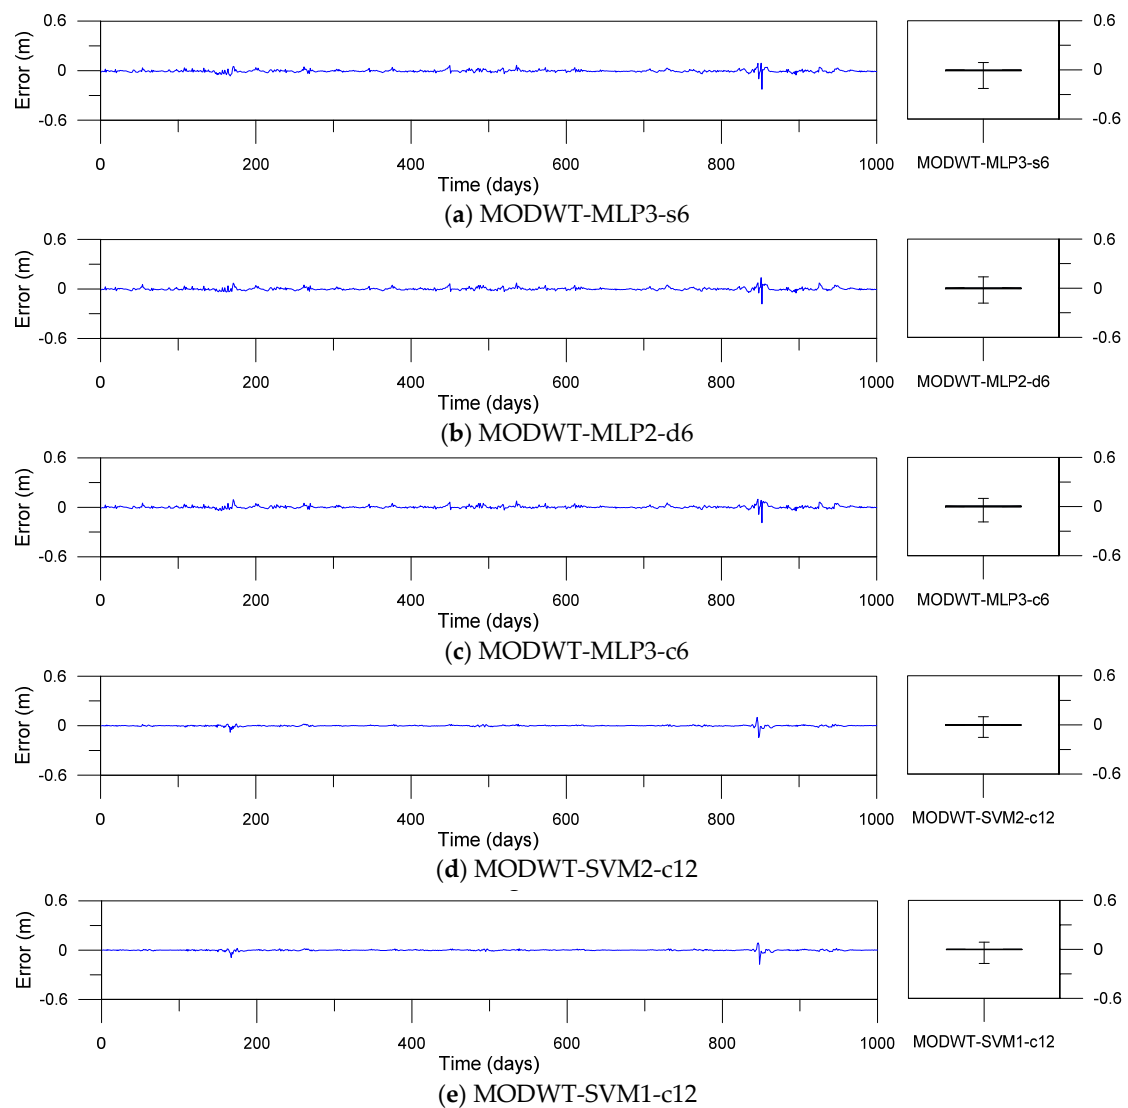 0.6
0
-0.6
Error (m)
0 200 400 600 800 1000
Time (days)
0.6
0
-0.6
MODWT-MLP3-s6
(a) MODWT-MLP3-s6
0.6
0
-0.6
Error (m)
0 200 400 600 800 1000
Time (days)
0.6
0
-0.6
MODWT-MLP2-d6
(b) MODWT-MLP2-d6
0.6
0
-0.6
Error (m)
0 200 400 600 800 1000
Time (days)
0.6
0
-0.6
MODWT-MLP3-c6
(c) MODWT-MLP3-c6
0.6
0
-0.6
Error (m)
0 200 400 600 800 1000
Time (days)
0.6
0
-0.6
MODWT-SVM2-c12
(d) MODWT-SVM2-c12
0.6
0
-0.6
Error (m)
0 200 400 600 800 1000
Time (days)
0.6
0
-0.6
MODWT-SVM1-c12
(e) MODWT-SVM1-c12